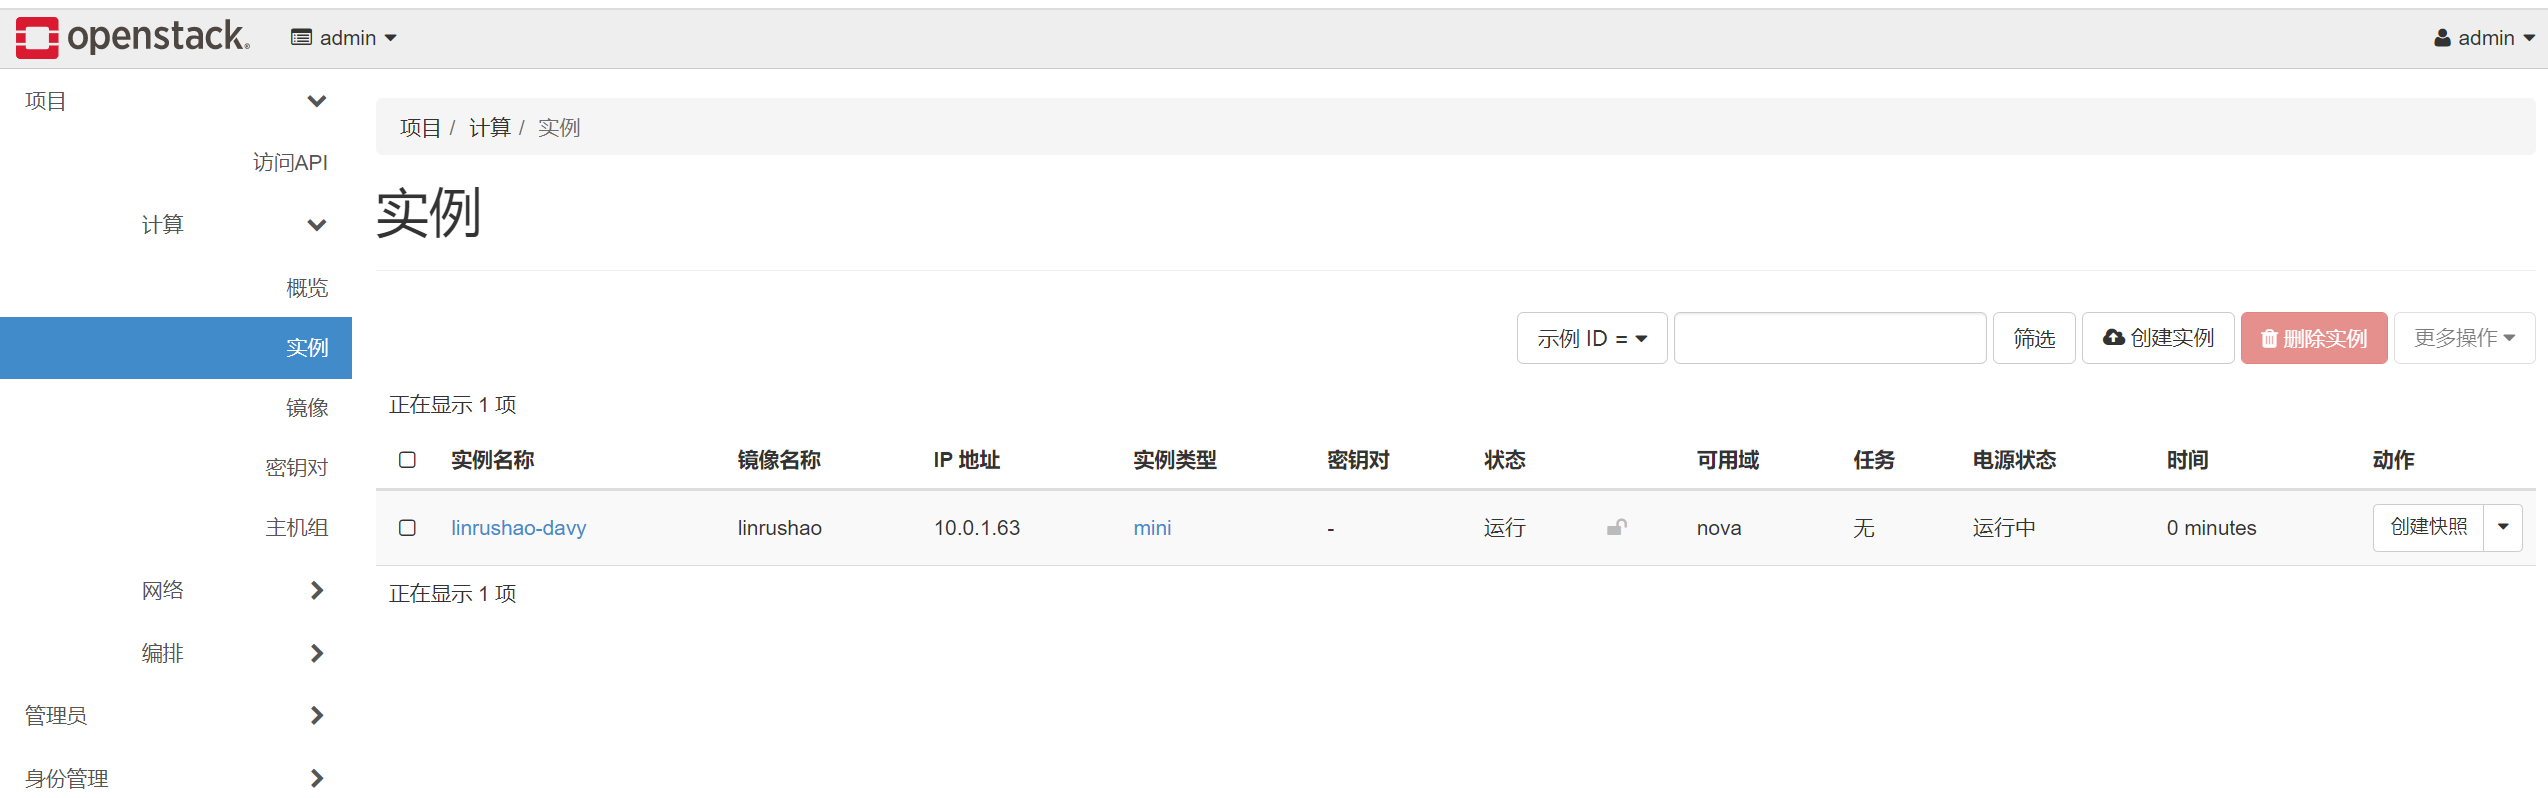 openstack. admin admin
项目
访问API
计算
概览
实例
镜像
密钥对
主机组
网络
编排
管理员
身份管理
项目 / 计算 / 实例
实例
示例 ID = 筛选 创建实例 删除实例 更多操作
正在显示 1 项
实例名称 镜像名称 IP 地址 实例类型 密钥对 状态 可用域 任务 电源状态 时间 动作
linrushao-davy linrushao 10.0.1.63 mini - 运行 nova 无 运行中 0 minutes 创建快照
正在显示 1 项